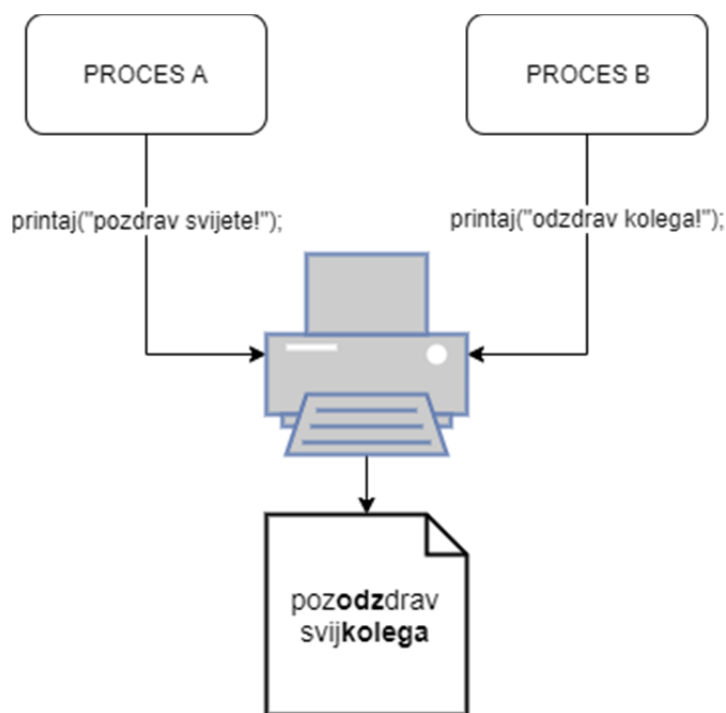 PROCES A
PROCES B
printaj("pozdrav svijete!");
printaj("odzdrav kolega!");
pozodzdrav
svijkolega